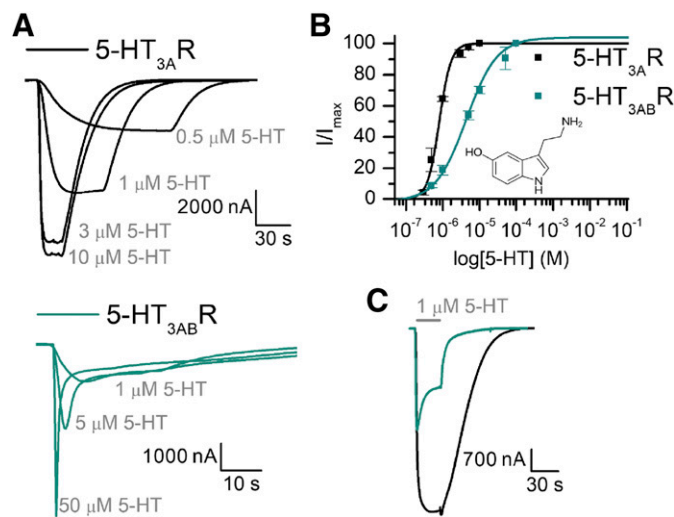 A
5-HT3AR
0.5 µM 5-HT
1 µM 5-HT
3 µM 5-HT
10 µM 5-HT
2000 nA
30 s
5-HT3ABR
1 µM 5-HT
5 µM 5-HT
50 µM 5-HT
1000 nA
10 s
B
I/Imax
100
80
60
40
20
0
10-7 10-6 10-5 10-4 10-3 10-2 10-1
log[5-HT] (M)
5-HT3AR
5-HT3ABR
NH2
HO
N
H
C
1 µM 5-HT
700 nA
30 s